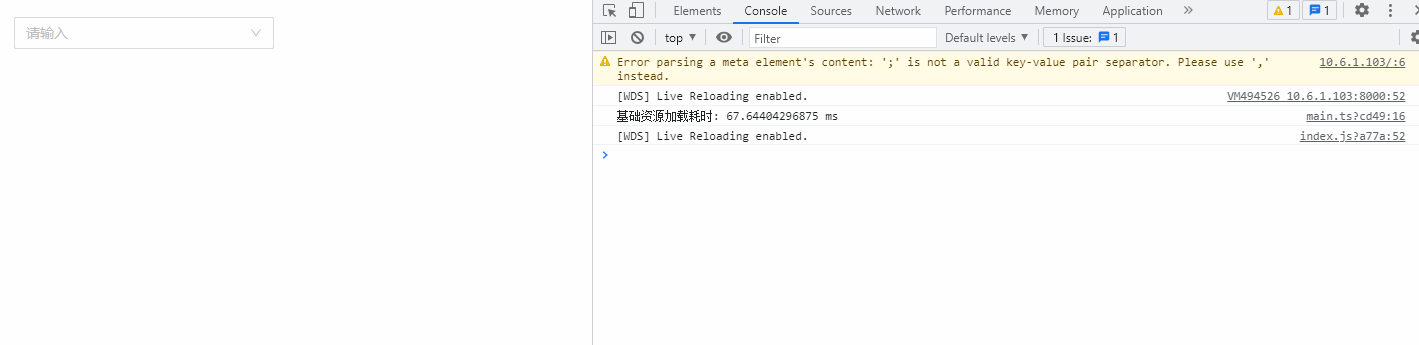 请输入
Elements Console Sources Network Performance Memory Application » 1 1
top ▼ Filter Default levels ▼ 1 Issue: 1
Error parsing a meta element's content: ';' is not a valid key-value pair separator. Please use ',' 10.6.1.103/:6
instead.
[WDS] Live Reloading enabled. VM494526 10.6.1.103:8000:52
基础资源加载耗时: 67.64404296875 ms main.ts?cd49:16
[WDS] Live Reloading enabled. index.js?a77a:52